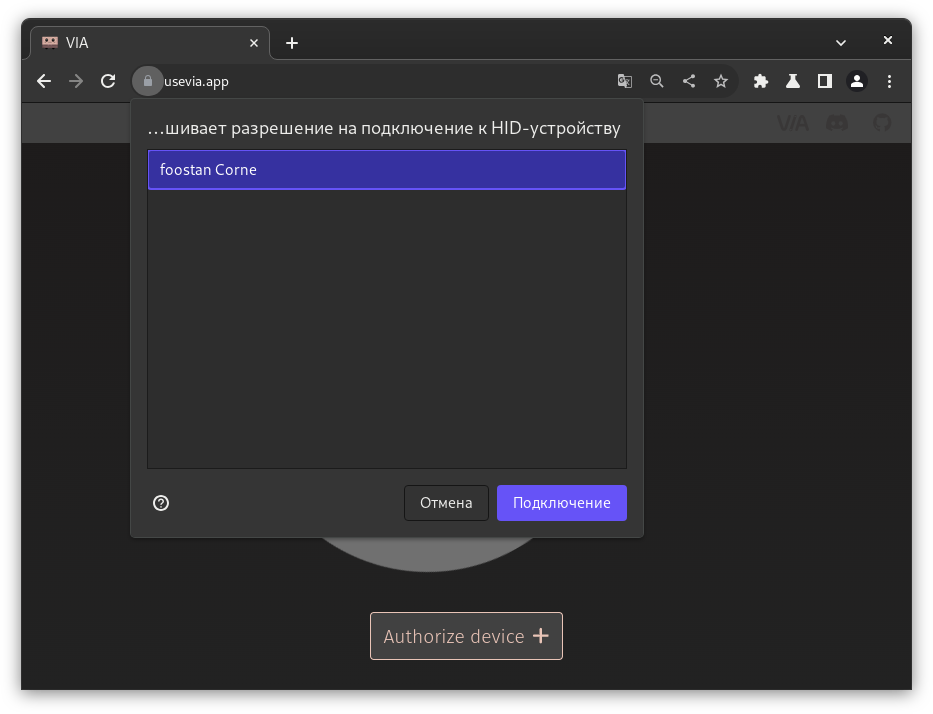 VIA
usevia.app
VIA
…шивает разрешение на подключение к HID-устройству
foostan Corne
Отмена
Подключение
Authorize device +